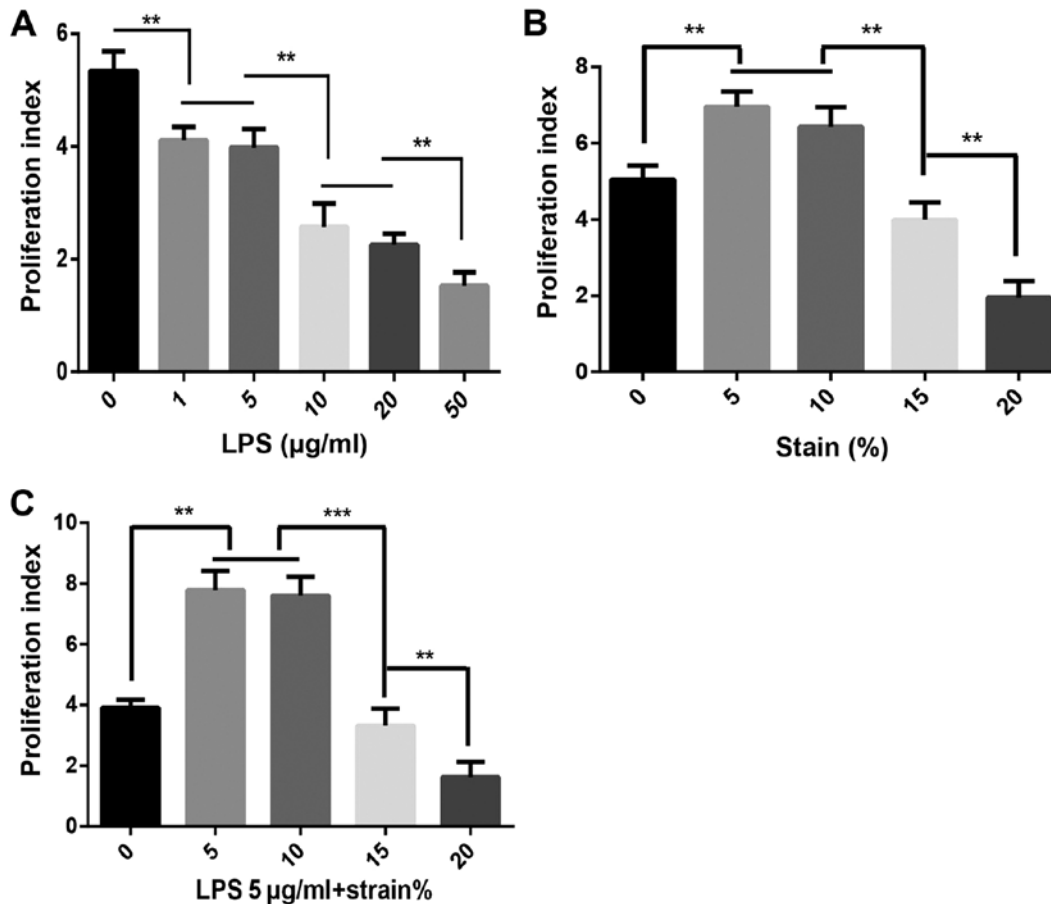 A
Proliferation index
6
4
2
0
**
**
**
0 1 5 10 20 50
LPS (µg/ml)
B
Proliferation index
8
6
4
2
0
**
**
**
0 5 10 15 20
Stain (%)
C
Proliferation index
10
8
6
4
2
0
**
***
**
0 5 10 15 20
LPS 5 µg/ml+strain%